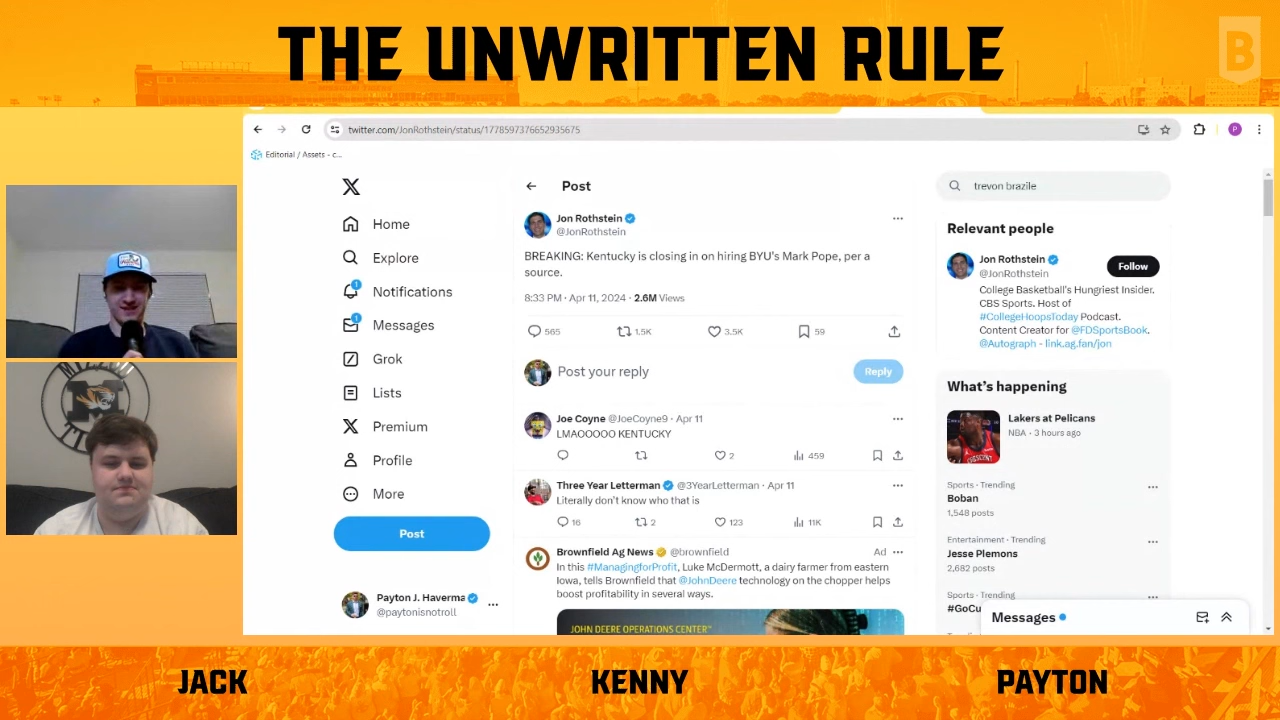 THE UNWRITTEN RULE
B
twitter.com/JonRothstein/status/1778597376652935675
P
Editorial / Assets - c...
MIZZOU
M
Home
Explore
1
Notifications
1
Messages
Grok
Lists
Premium
Profile
More
Post
Payton J. Haverma
@paytonisnotroll
Post
Jon Rothstein
@JonRothstein
BREAKING: Kentucky is closing in on hiring BYU's Mark Pope, per a
source.
8:33 PM · Apr 11, 2024 · 2.6M Views
565 1.5K 3.5K 59
Post your reply
Reply
Joe Coyne @JoeCoyne9 · Apr 11
LMAOOOOO KENTUCKY
2 459
Three Year Letterman @3YearLetterman · Apr 11
Literally don't know who that is
16 2 123 11K
Brownfield Ag News @brownfield Ad
In this #ManagingforProfit, Luke McDermott, a dairy farmer from eastern
Iowa, tells Brownfield that @JohnDeere technology on the chopper helps
boost profitability in several ways.
JOHN DEERE OPERATIONS CENTER™
trevon brazile
Relevant people
Jon Rothstein
@JonRothstein
Follow
College Basketball's Hungriest Insider.
CBS Sports. Host of
#CollegeHoopsToday Podcast.
Content Creator for @FDSportsBook.
@Autograph - link.ag.fan/jon
What's happening
Lakers at Pelicans
NBA · 3 hours ago
Sports · Trending
Boban
1,548 posts
Entertainment · Trending
Jesse Plemons
2,682 posts
Sports · Trending
#GoCu
Messages
JACK
KENNY
PAYTON